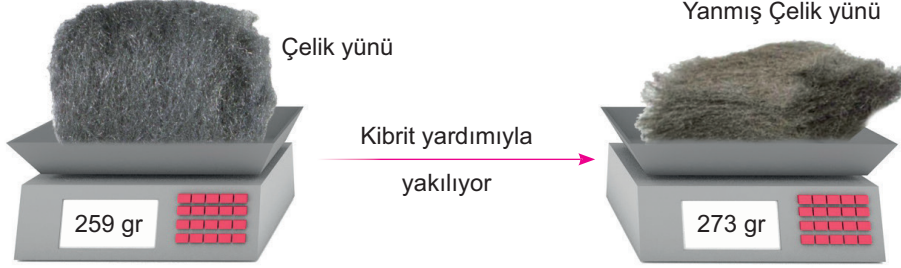 Çelik yünü
259 gr
Kibrit yardımıyla
yakılıyor
Yanmış Çelik yünü
273 gr